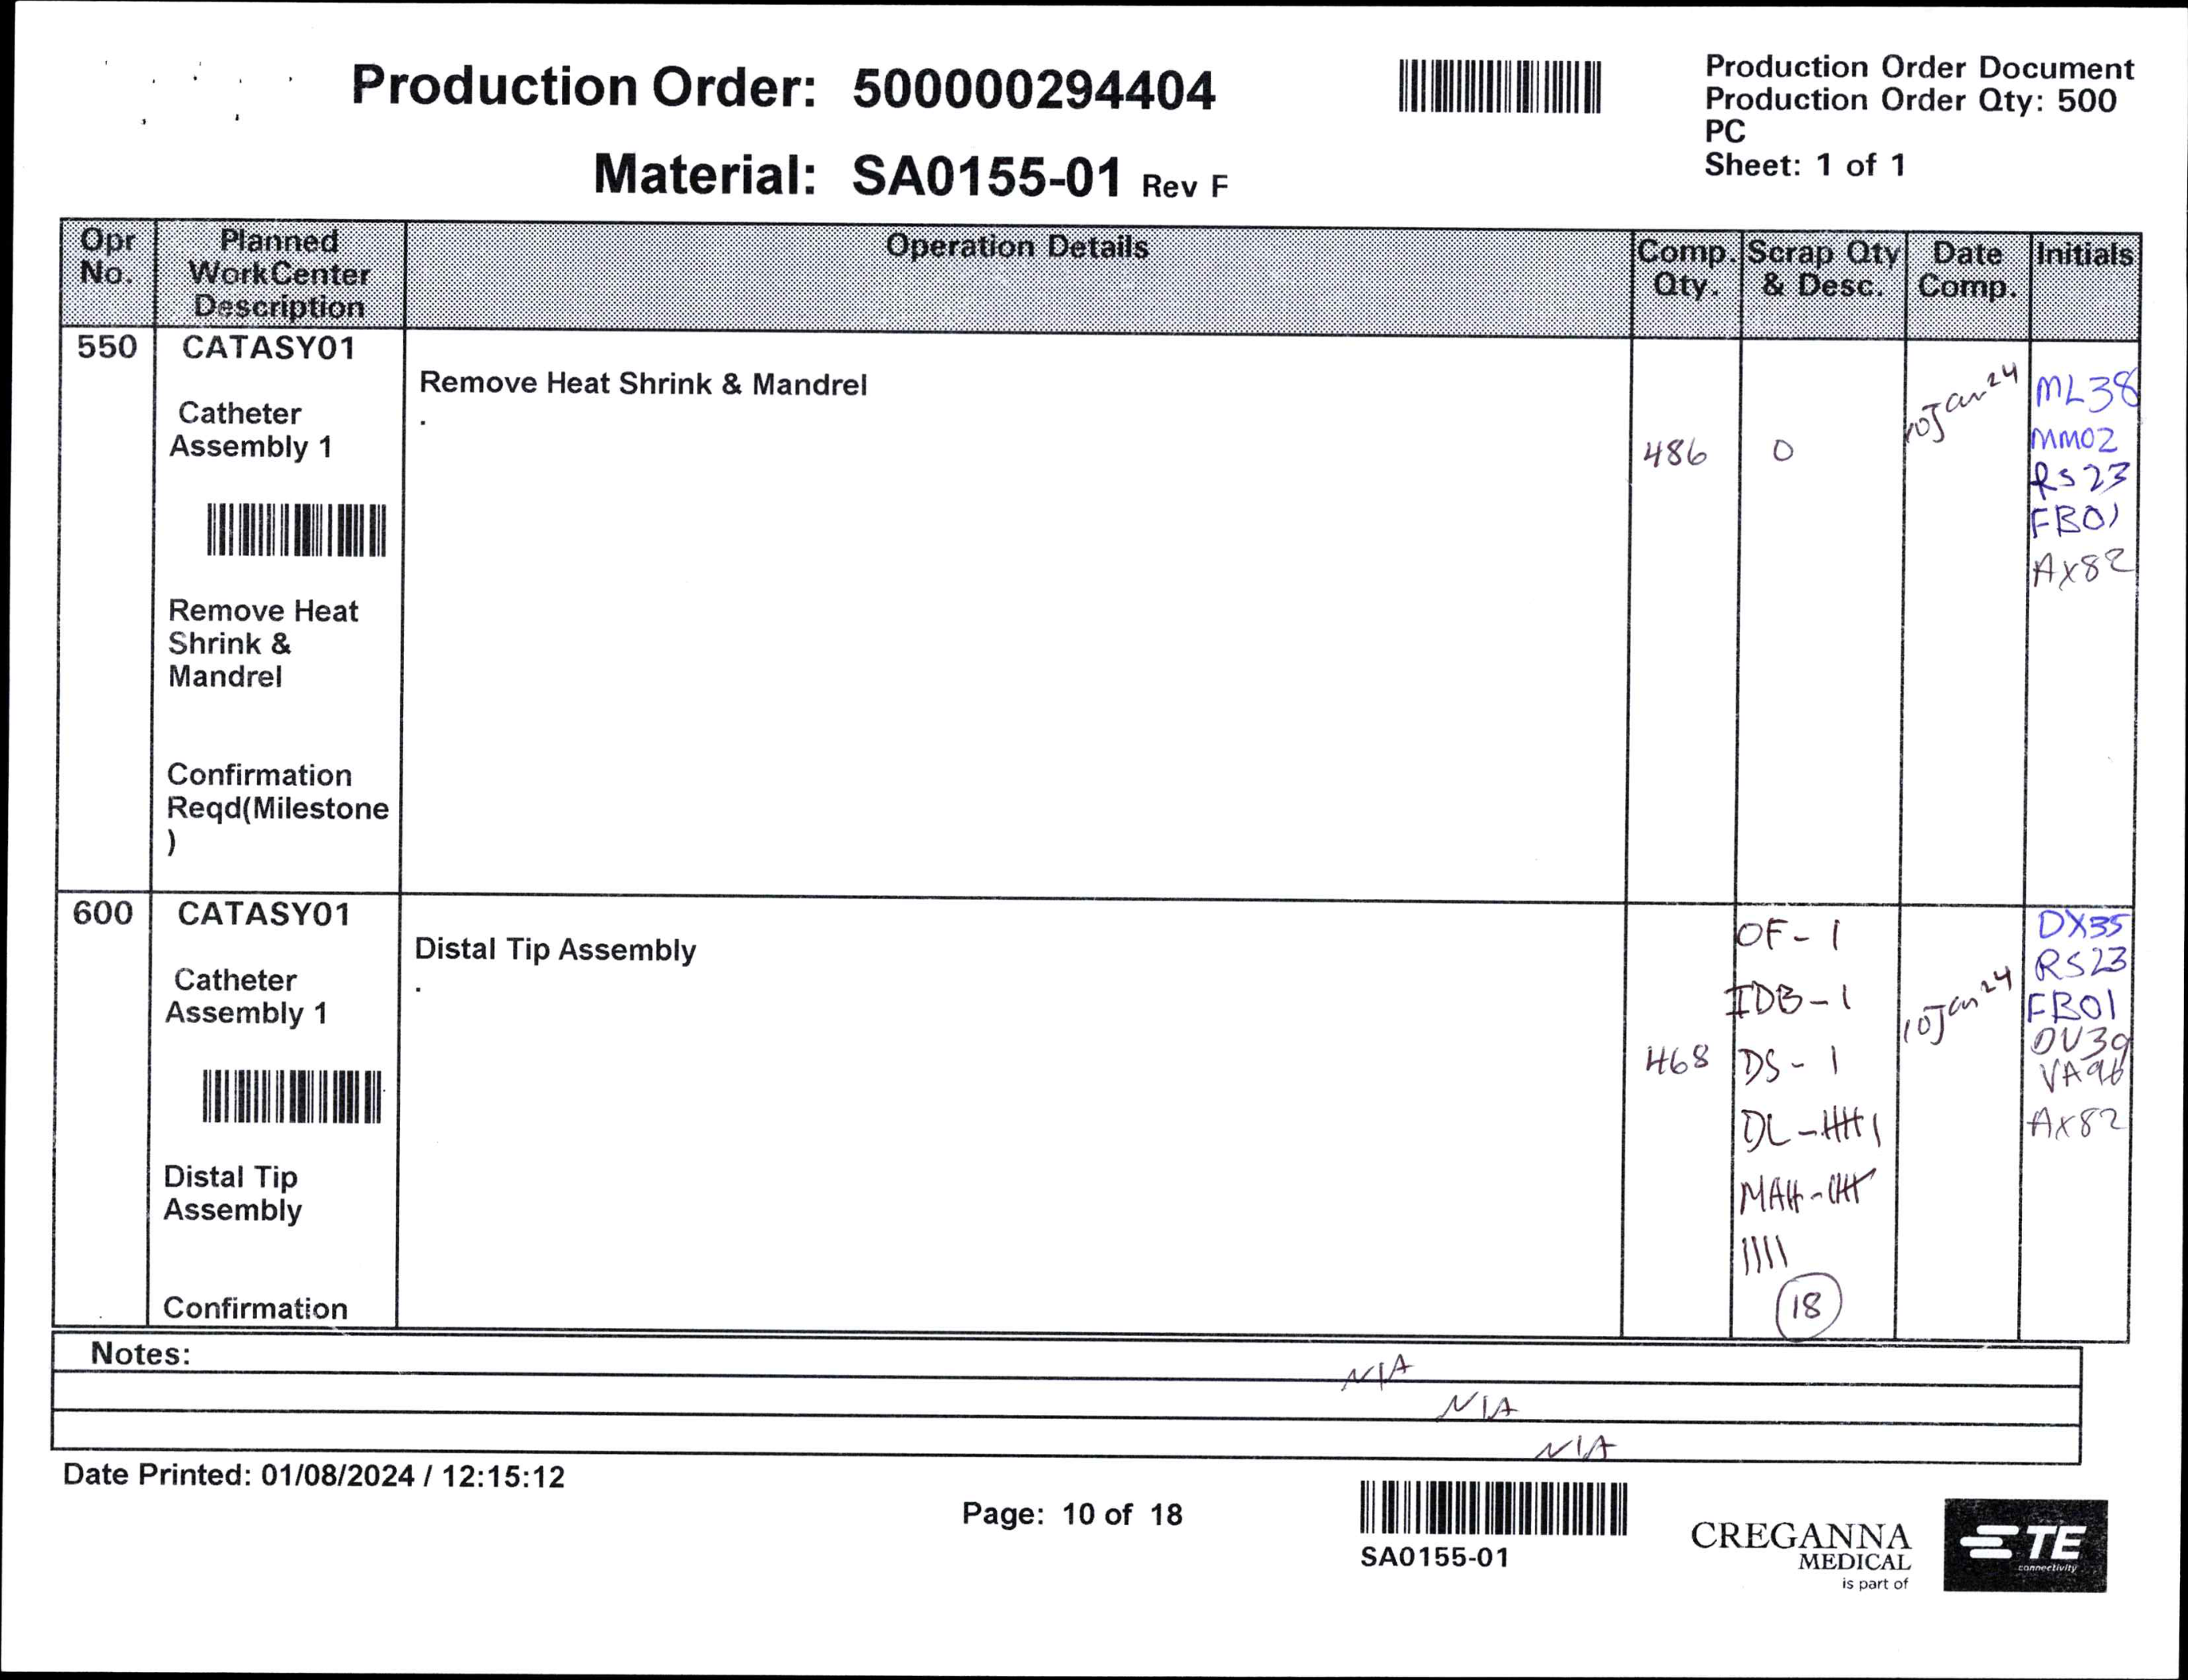 Production Order: 500000294404
Material: SA0155-01 Rev F
Production Order Document
Production Order Qty: 500
PC
Sheet: 1 of 1
Opr No.
Planned WorkCenter Description
Operation Details
Comp. Qty.
Scrap Qty & Desc.
Date Comp.
Initials
550
CATASY01
Catheter
Assembly 1
Remove Heat
Shrink &
Mandrel
Confirmation
Reqd(Milestone
)
Remove Heat Shrink & Mandrel
.
486
0
10Jan24
ML38
MM02
RS23
FB01
AX82
600
CATASY01
Catheter
Assembly 1
Distal Tip
Assembly
Confirmation
Distal Tip Assembly
.
468
OF- 1
IDB-1
DS- 1
DL-
MAH-
18
10Jan24
DX35
RS23
FB01
OV39
VA96
AX82
Notes:
N/A
N/A
N/A
Date Printed: 01/08/2024 / 12:15:12
Page: 10 of 18
SA0155-01
CREGANNA
MEDICAL
is part of
TE
connectivity